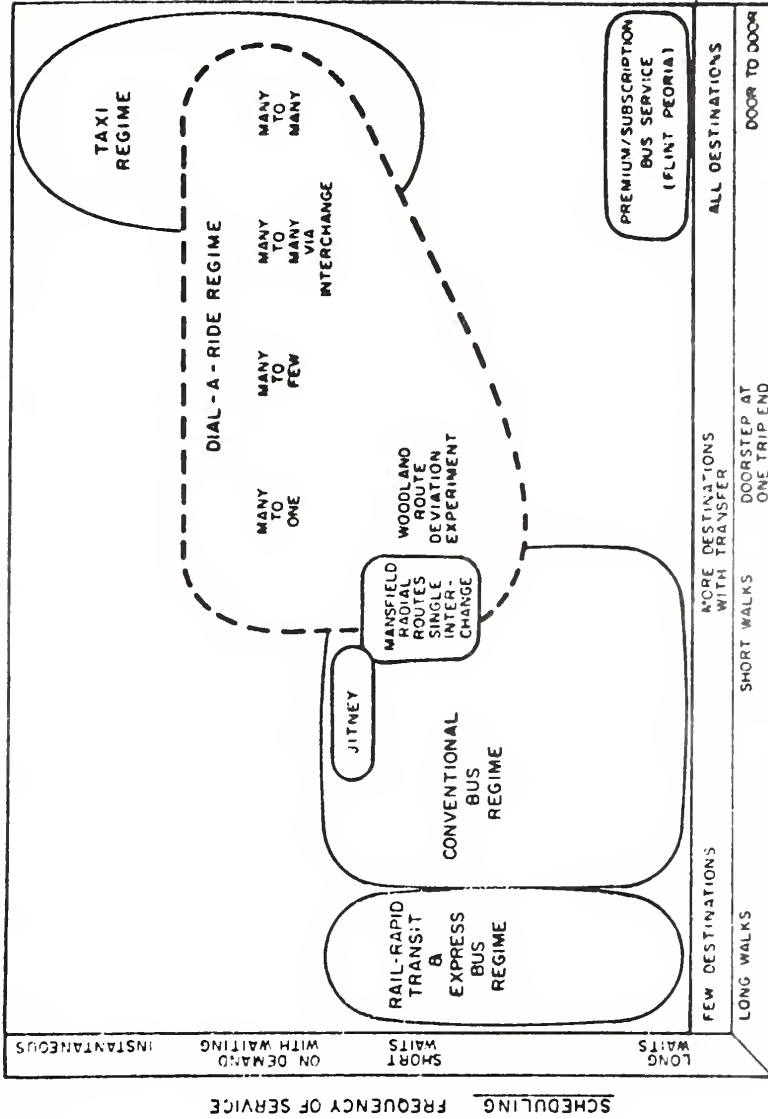 SCHEDULING FREQUENCY OF SERVICE
INSTANTANEOUS
ON DEMAND
WITH WAITING
SHORT
WAITS
LONG
WAITS
TAXI
REGIME
DIAL-A-RIDE REGIME
MANY
TO
ONE
MANY
TO
FEW
MANY
TO
MANY
VIA
INTERCHANGE
MANY
TO
MANY
WOODLAND
ROUTE
DEVIATION
EXPERIMENT
MANSFIELD
RADIAL
ROUTES
SINGLE
INTER-
CHANGE
JITNEY
CONVENTIONAL
BUS
REGIME
RAIL-RAPID
TRANSIT
&
EXPRESS
BUS
REGIME
PREMIUM/SUBSCRIPTION
BUS SERVICE
(FLINT PEORIA)
FEW DESTINATIONS
MORE DESTINATIONS
WITH TRANSFER
ALL DESTINATIONS
LONG WALKS
SHORT WALKS
DOORSTEP AT
ONE TRIP END
DOOR TO DOOR